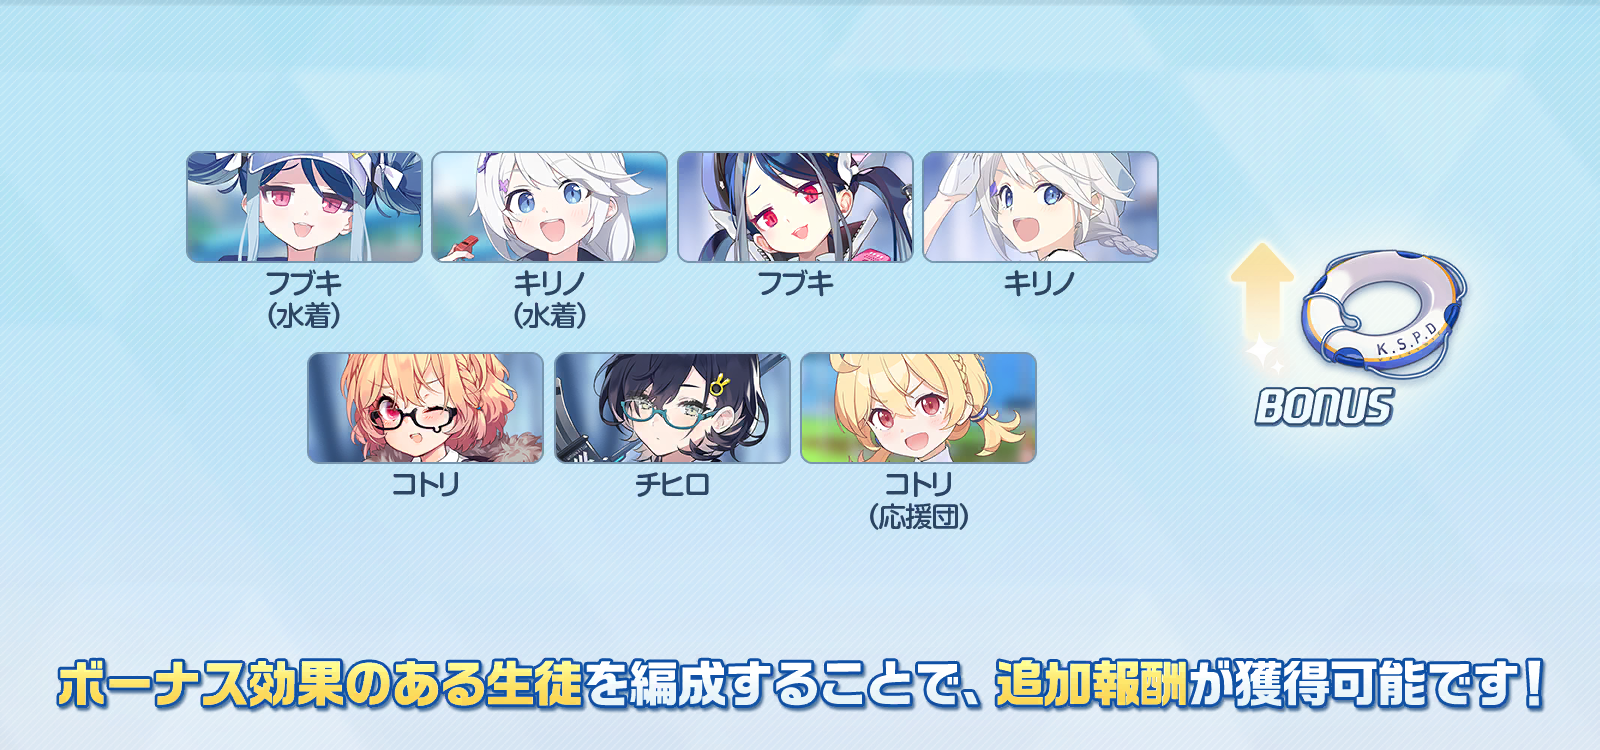 フブキ
(水着)
キリノ
(水着)
フブキ
キリノ
コトリ
チヒロ
コトリ
(応援団)
K.S.P.D
BONUS
ボーナス効果のある生徒を編成することで、追加報酬が獲得可能です!